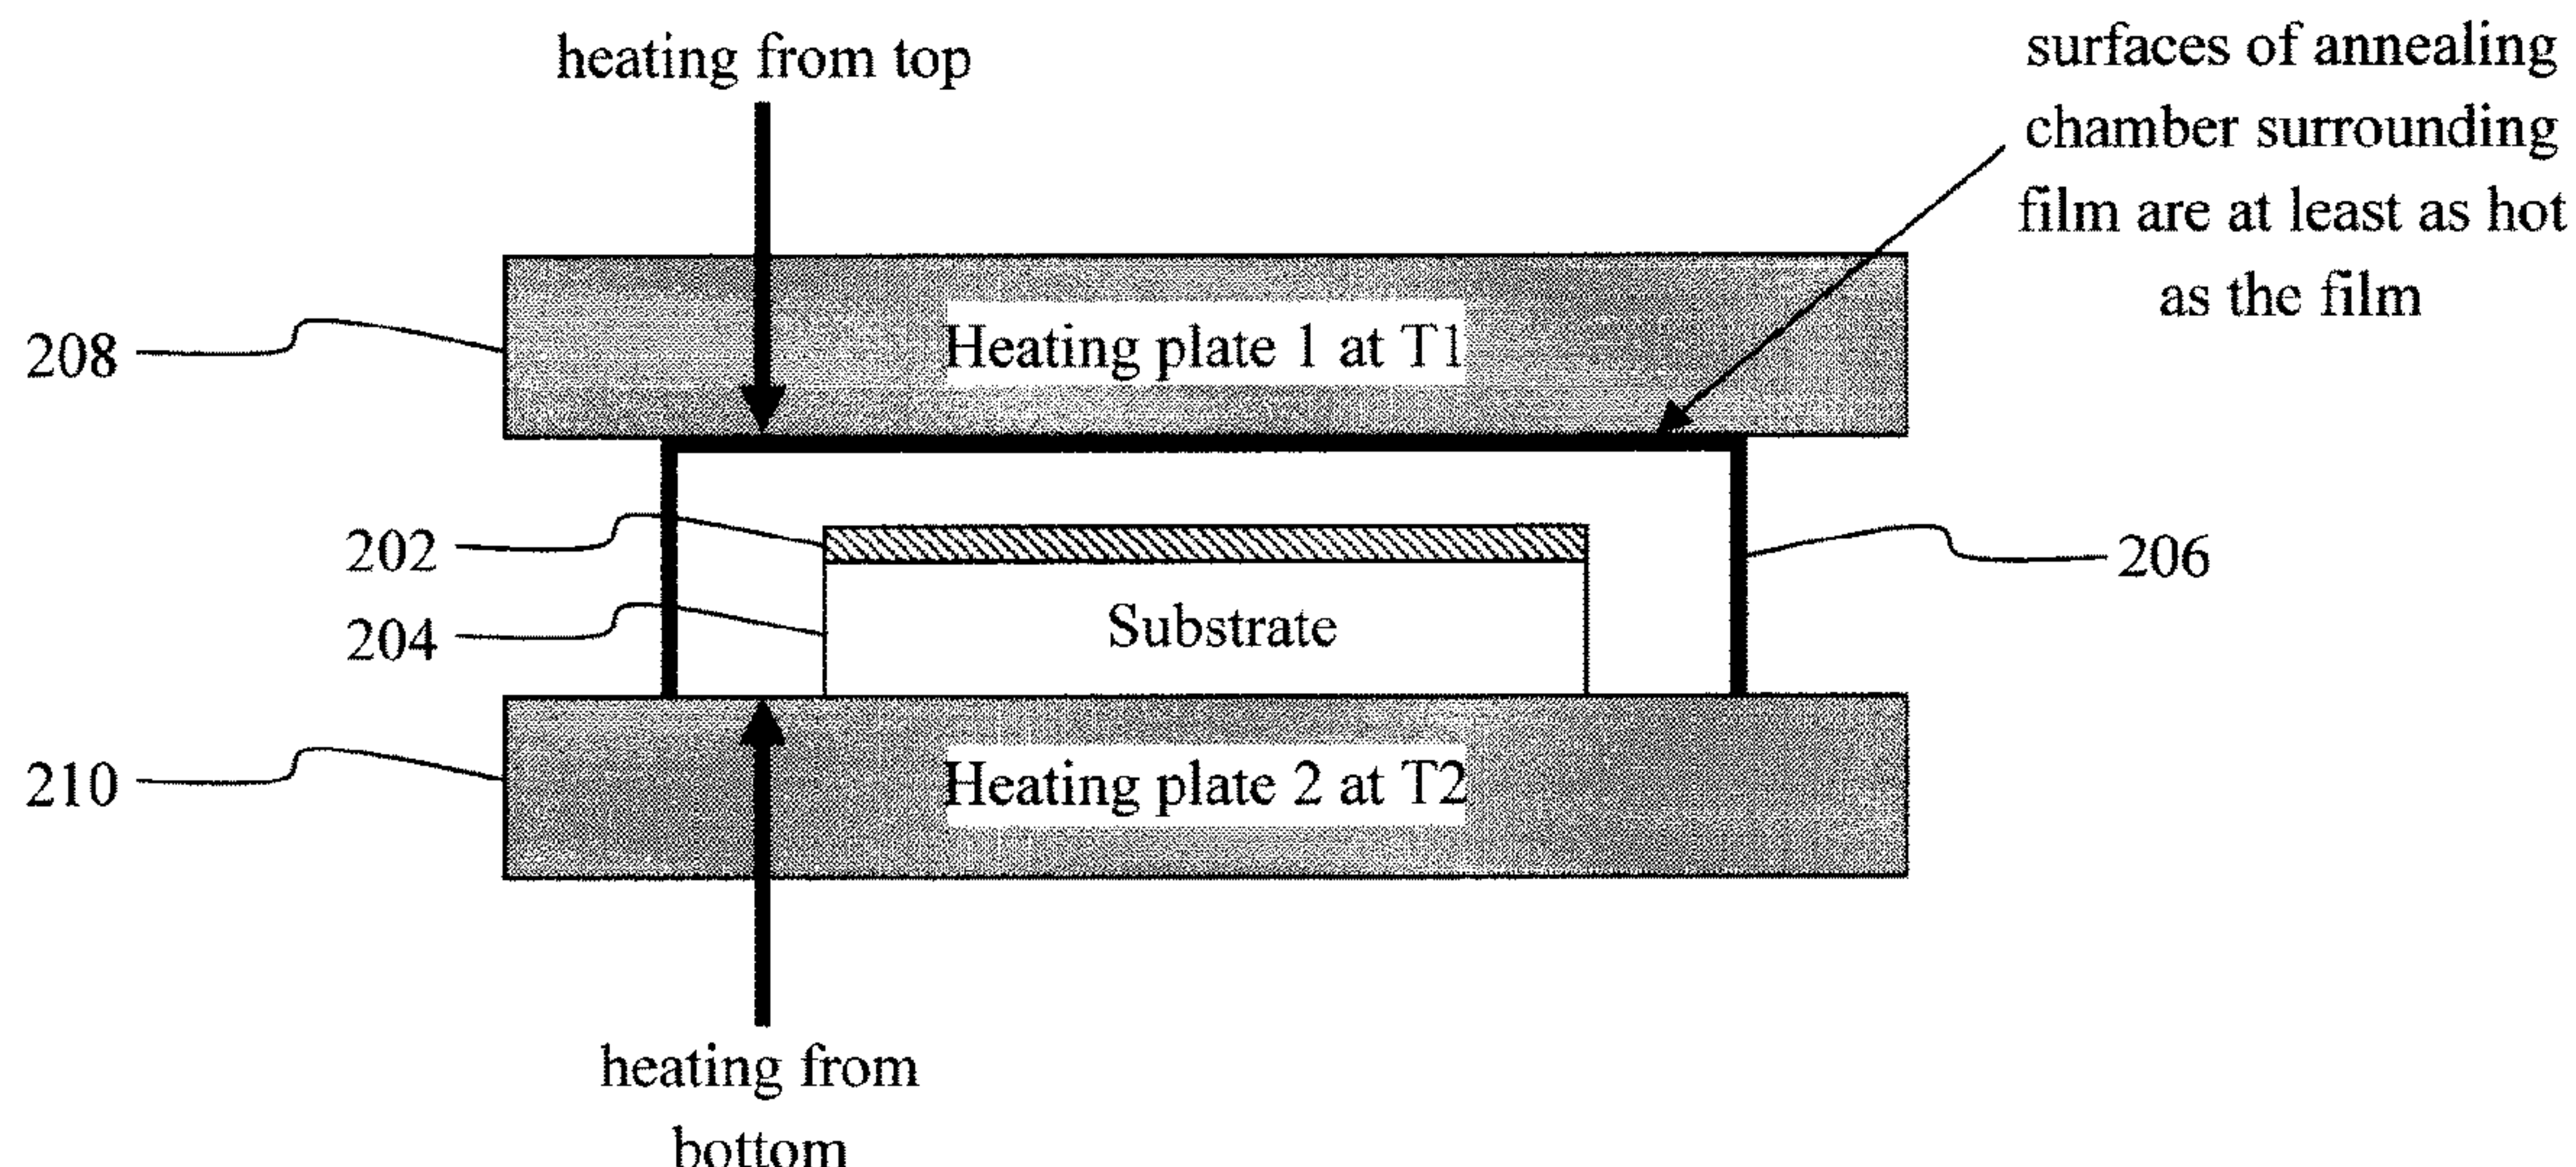 heating from top
surfaces of annealing
chamber surrounding
film are at least as hot
as the film
208
Heating plate 1 at T1
202
206
204
Substrate
210
Heating plate 2 at T2
heating from
bottom